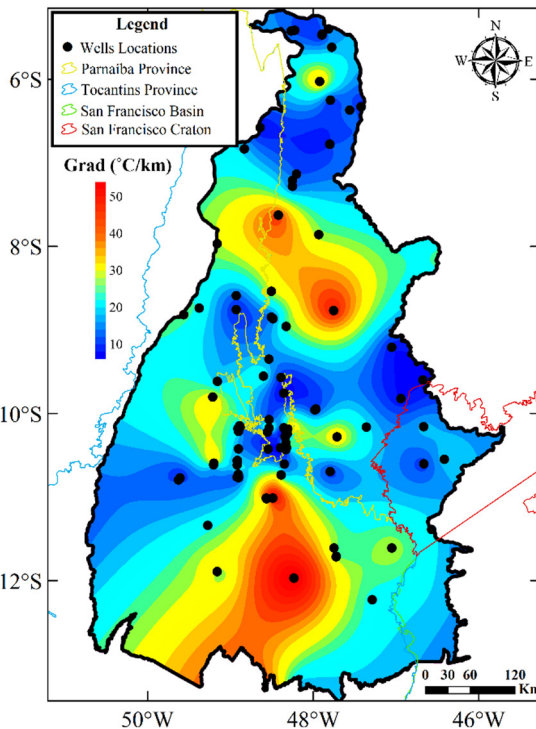 Legend
Wells Locations
Parnaiba Province
Tocantins Province
San Francisco Basin
San Francisco Craton
Grad (°C/km)
50
40
30
20
10
N
W
E
S
6°S
8°S
10°S
12°S
50°W
48°W
46°W
0 30 60 120
Km